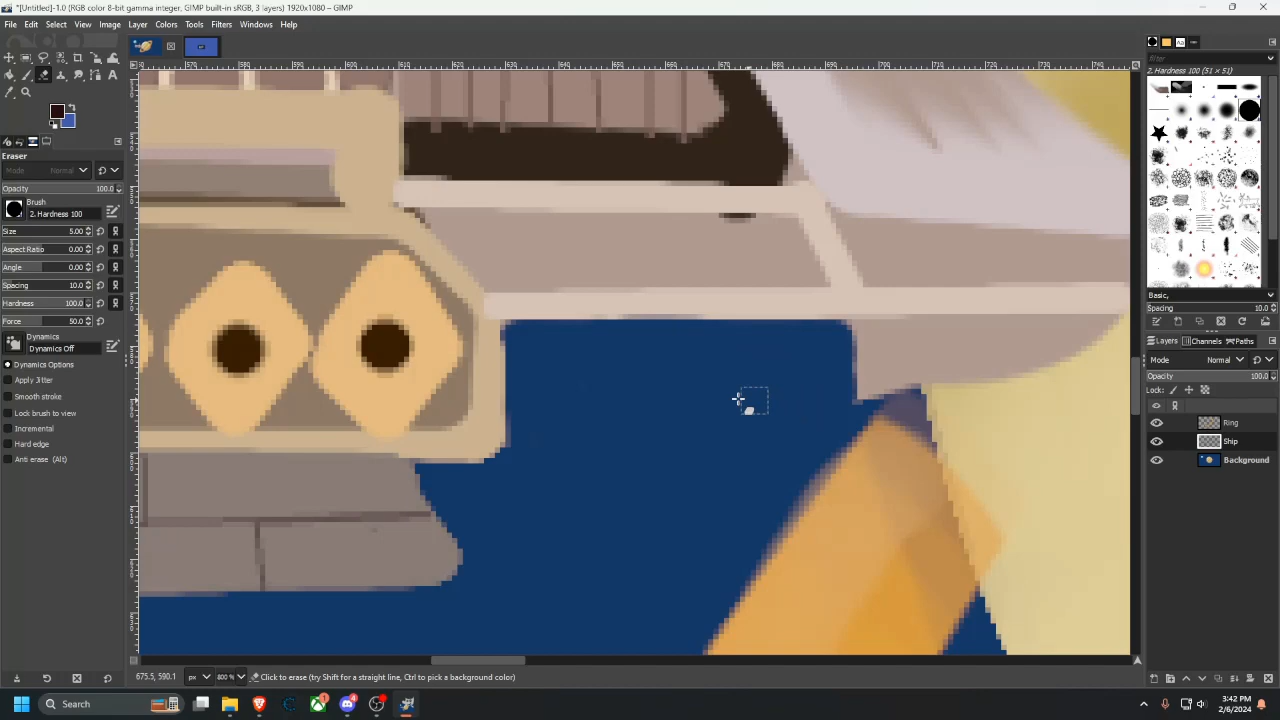 *[Untitled]-1.0 (RGB color 8-bit gamma integer, GIMP built-in sRGB, 3 layers) 1920x1080 – GIMP
File Edit Select View Image Layer Colors Tools Filters Windows Help
filter
2. Hardness 100 (51 × 51)
Eraser
Mode Normal
Opacity 100.0
Brush
2. Hardness 100
Size 5.00
Aspect Ratio 0.00
Angle 0.00
Spacing 10.0
Hardness 100.0
Force 50.0
Dynamics
Dynamics Off
Dynamics Options
Apply Jitter
Smooth stroke
Lock brush to view
Incremental
Hard edge
Anti erase (Alt)
Basic,
Spacing 10.0
Layers Channels Paths
Mode Normal
Opacity 100.0
Lock:
Ring
Ship
Background
675.5, 590.1 px 800 % Click to erase (try Shift for a straight line, Ctrl to pick a background color)
Search
3:42 PM
2/6/2024